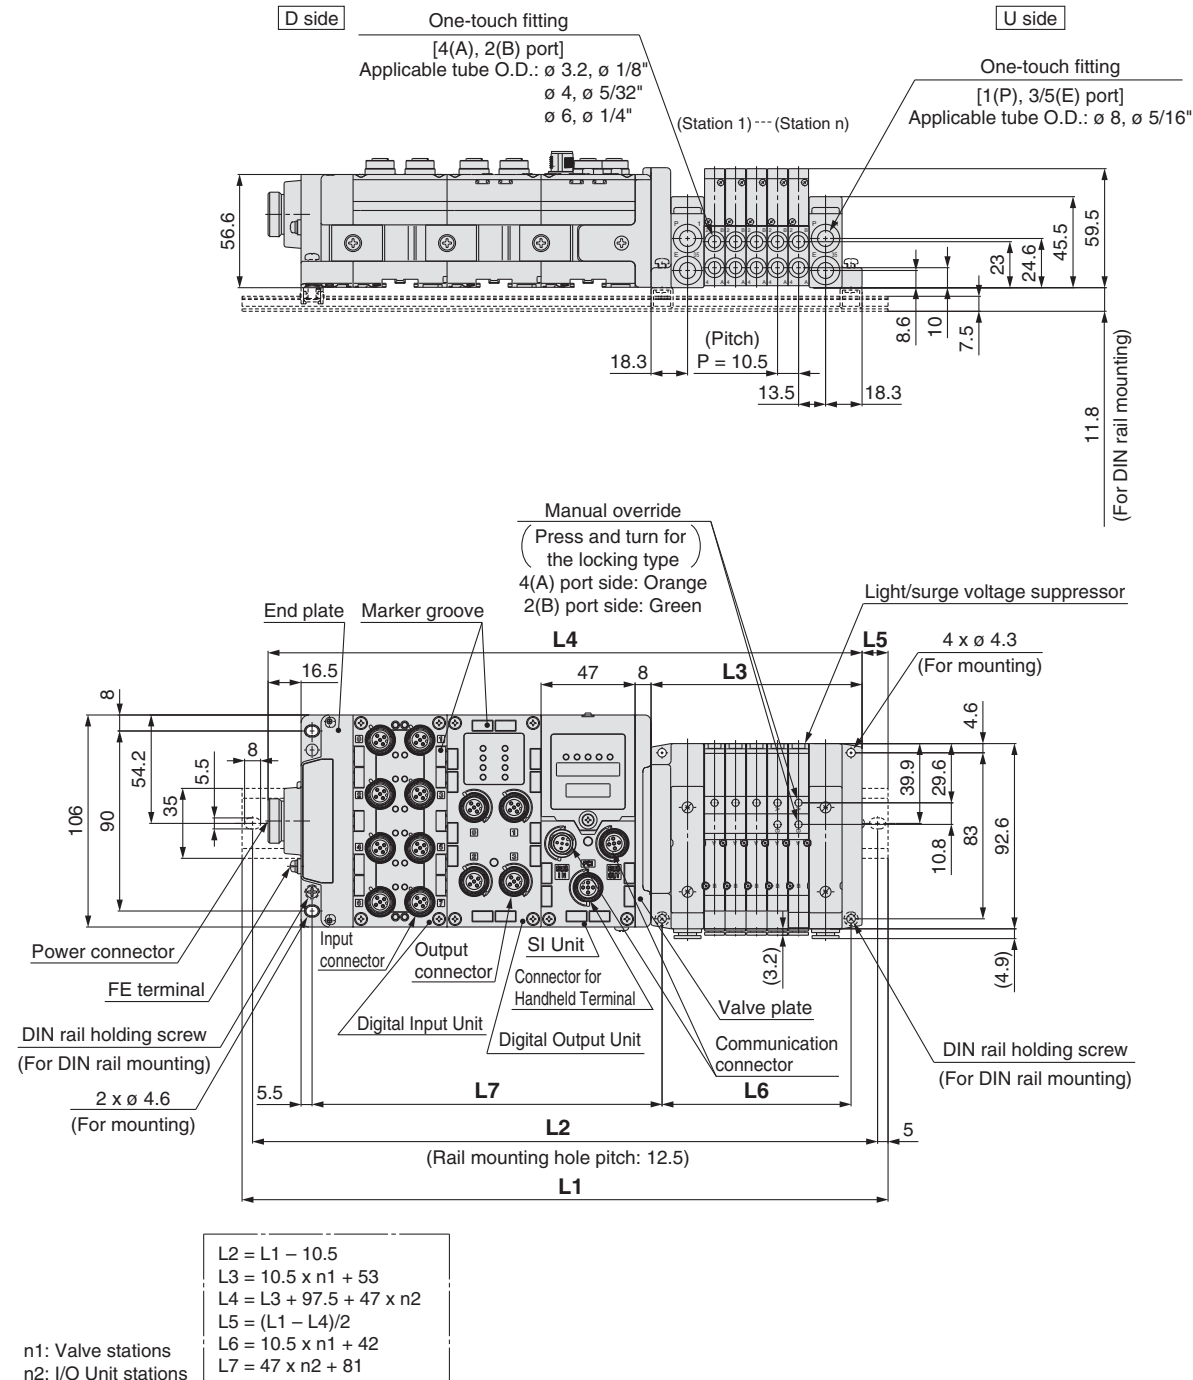 D side
One-touch fitting
[4(A), 2(B) port]
Applicable tube O.D.: ø 3.2, ø 1/8"
ø 4, ø 5/32"
ø 6, ø 1/4"
U side
One-touch fitting
[1(P), 3/5(E) port]
Applicable tube O.D.: ø 8, ø 5/16"
(Station 1) --- (Station n)
56.6
23
24.6
45.5
59.5
8.6
10
7.5
11.8
(For DIN rail mounting)
(Pitch)
P = 10.5
18.3
13.5
18.3
Manual override
(Press and turn for
the locking type)
4(A) port side: Orange
2(B) port side: Green
Light/surge voltage suppressor
End plate
Marker groove
L4
L5
4 x ø 4.3
(For mounting)
16.5
47
8
L3
8
4.6
106
90
54.2
8
5.5
35
39.9
29.6
10.8
83
92.6
(3.2)
(4.9)
Power connector
FE terminal
DIN rail holding screw
(For DIN rail mounting)
2 x ø 4.6
(For mounting)
Input
connector
Output
connector
SI Unit
Connector for
Handheld Terminal
Digital Input Unit
Digital Output Unit
Valve plate
Communication
connector
DIN rail holding screw
(For DIN rail mounting)
5.5
L7
L6
L2
5
(Rail mounting hole pitch: 12.5)
L1
L2 = L1 – 10.5
L3 = 10.5 x n1 + 53
L4 = L3 + 97.5 + 47 x n2
L5 = (L1 – L4)/2
L6 = 10.5 x n1 + 42
L7 = 47 x n2 + 81
n1: Valve stations
n2: I/O Unit stations